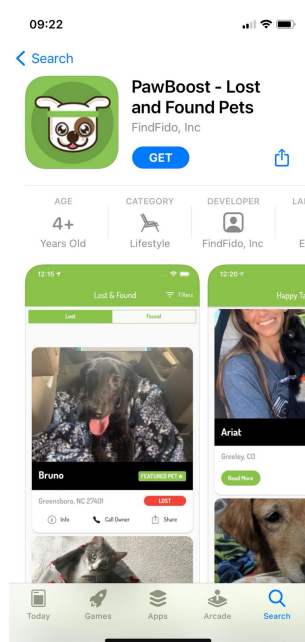 09:22
Search
PawBoost - Lost
and Found Pets
FindFido, Inc
GET
AGE
CATEGORY
DEVELOPER
4+
Years Old
Lifestyle
FindFido, Inc
12:15
Lost & Found
Filters
Lost
Found
Bruno
FEATURED PET
Greensboro, NC 27401
LOST
Info
Call Owner
Share
12:20
Happy Ta
Ariat
Greeley, CO
Read More
Today
Games
Apps
Arcade
Search